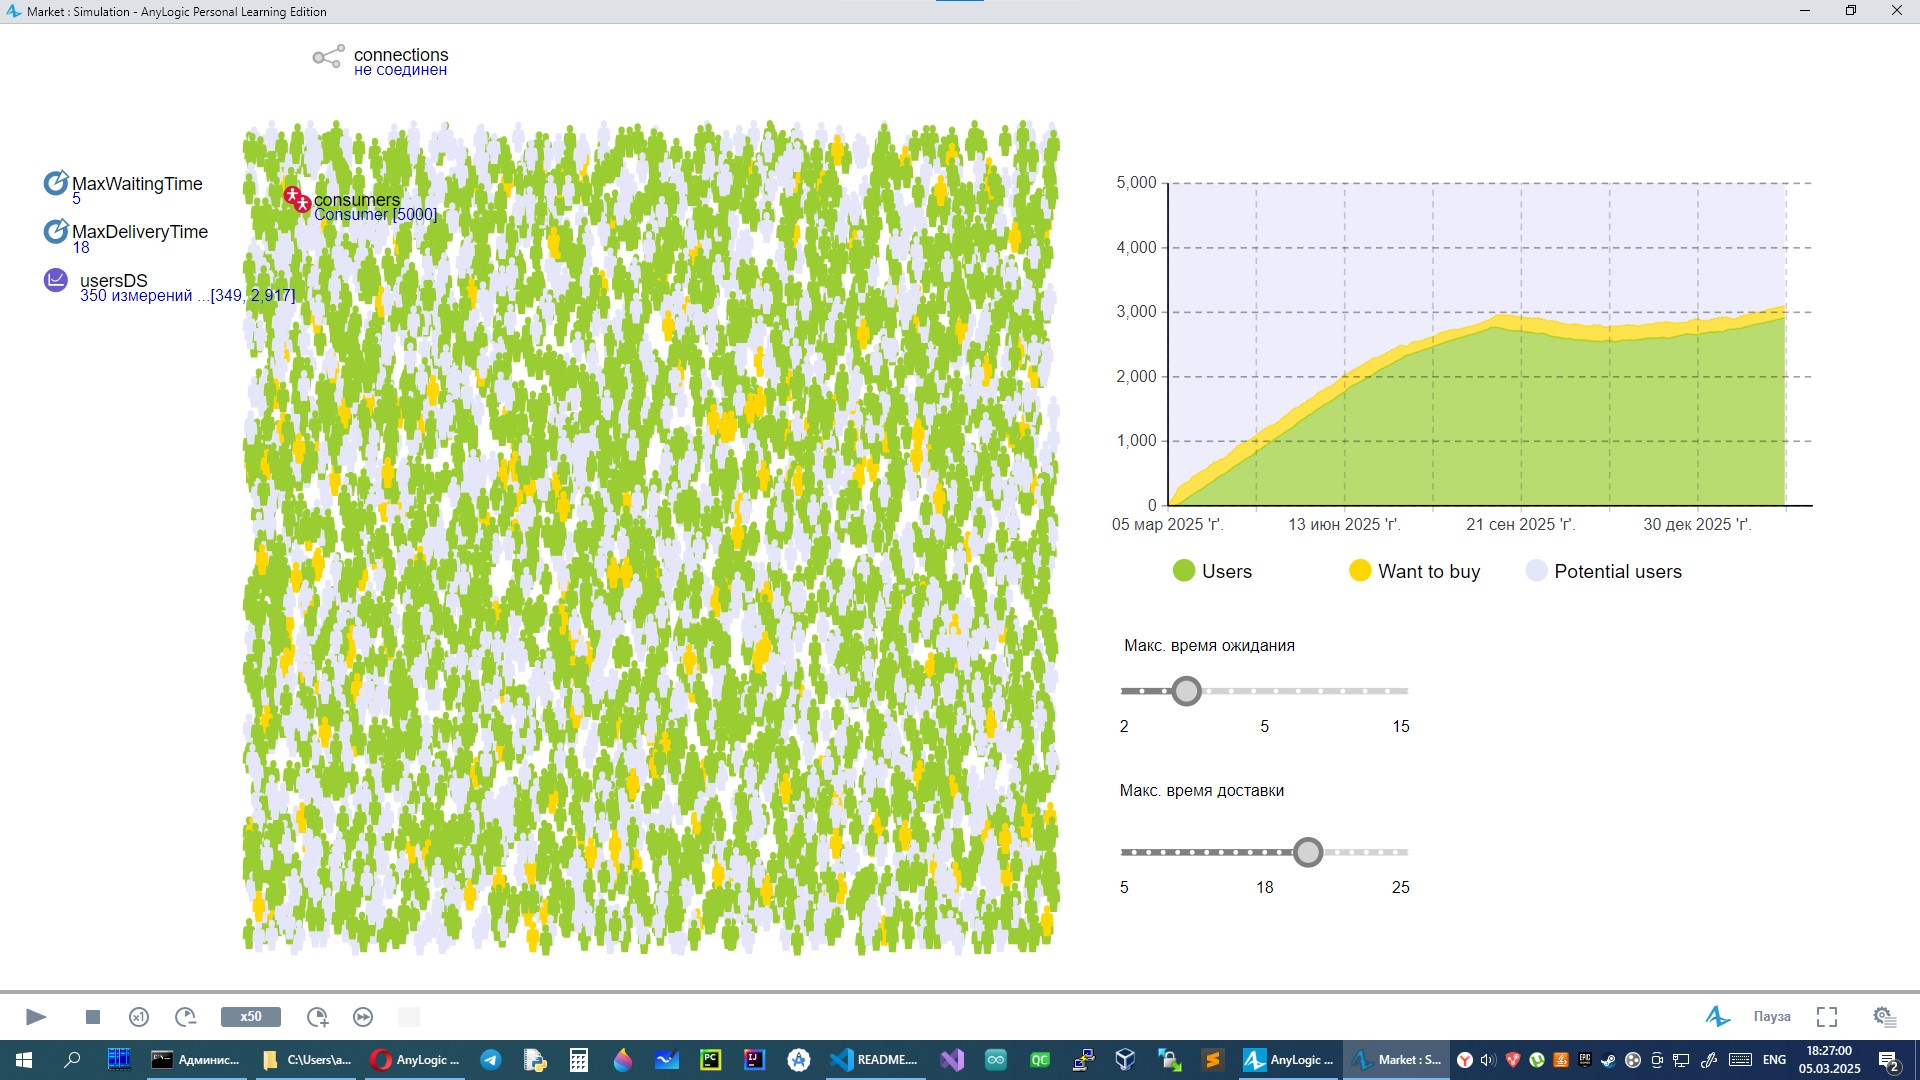 Market : Simulation - AnyLogic Personal Learning Edition
connections
не соединен
MaxWaitingTime
5
MaxDeliveryTime
18
usersDS
350 измерений ...[349, 2,917]
consumers
Consumer [5000]
5,000
4,000
3,000
2,000
1,000
0
05 мар 2025 'г'. 13 июн 2025 'г'. 21 сен 2025 'г'. 30 дек 2025 'г'.
Users Want to buy Potential users
Макс. время ожидания
2 5 15
Макс. время доставки
5 18 25
x1 x50 Пауза
Админис... C:\Users\a... AnyLogic ... PC IJ README.... QC AnyLogic ... Market : S... ENG
18:27:00
05.03.2025
2